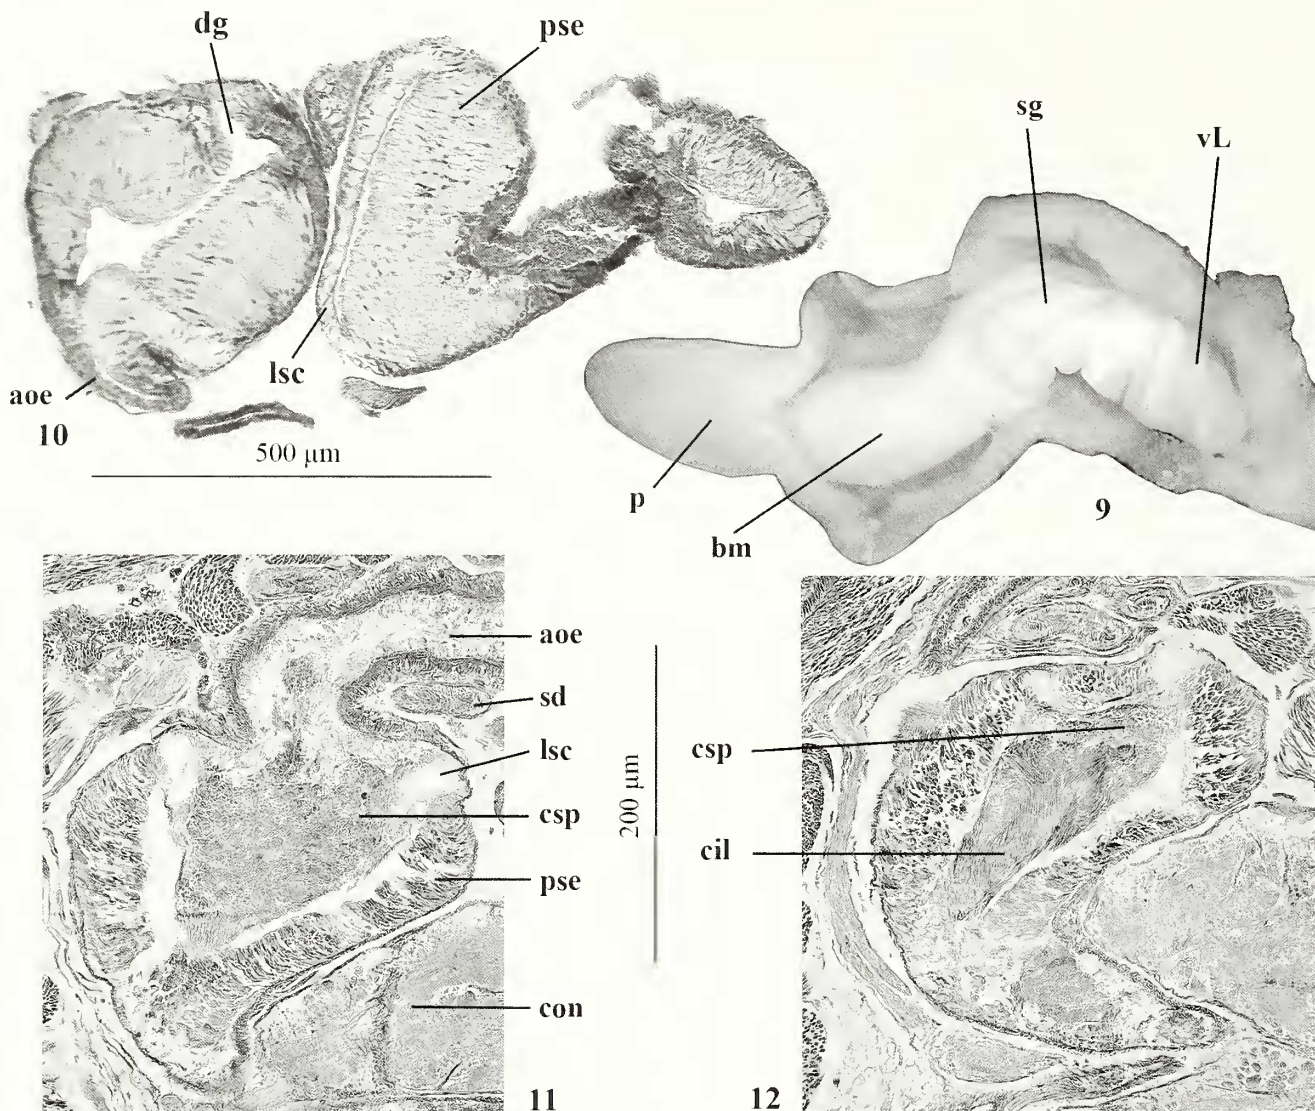 dg
pse
sg
vL
lsc
aoe
10
500 µm
p
bm
9
aoe
sd
lsc
csp
pse
con
11
200 µm
csp
cil
12